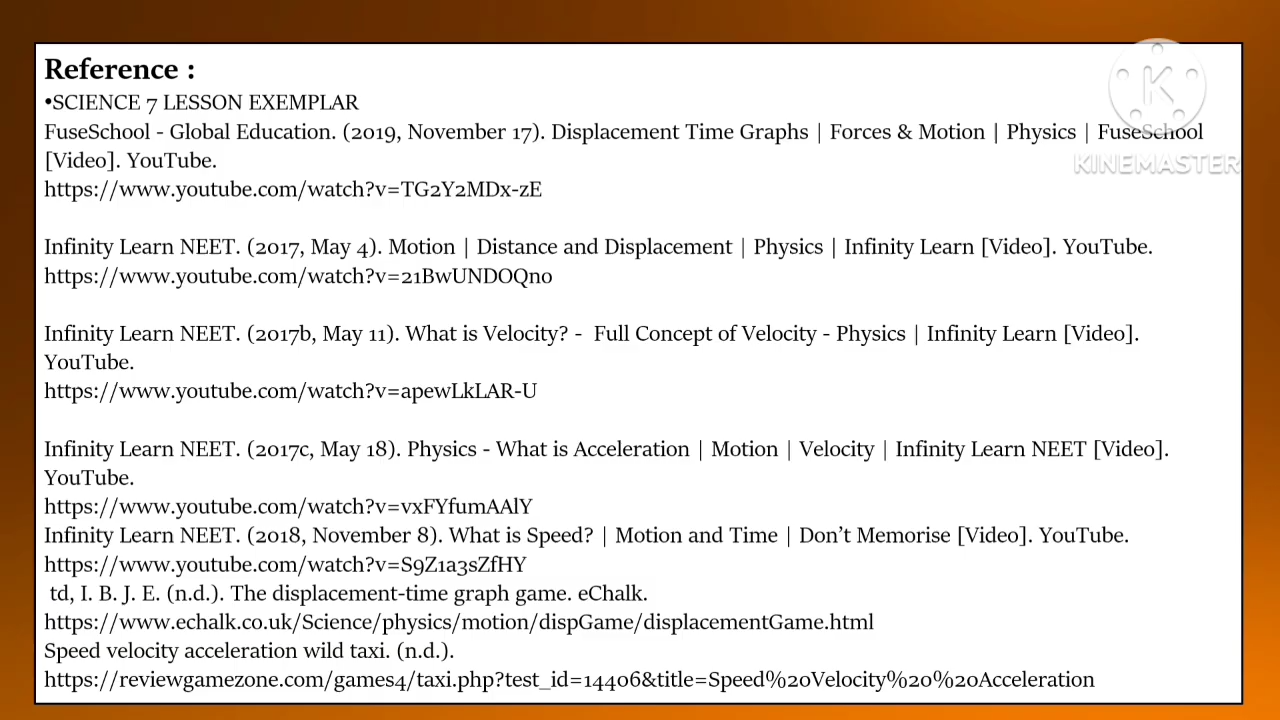 Reference :
•SCIENCE 7 LESSON EXEMPLAR
FuseSchool - Global Education. (2019, November 17). Displacement Time Graphs | Forces & Motion | Physics | FuseSchool
[Video]. YouTube.
https://www.youtube.com/watch?v=TG2Y2MDx-zE
Infinity Learn NEET. (2017, May 4). Motion | Distance and Displacement | Physics | Infinity Learn [Video]. YouTube.
https://www.youtube.com/watch?v=21BwUNDOQno
Infinity Learn NEET. (2017b, May 11). What is Velocity? -  Full Concept of Velocity - Physics | Infinity Learn [Video].
YouTube.
https://www.youtube.com/watch?v=apewLkLAR-U
Infinity Learn NEET. (2017c, May 18). Physics - What is Acceleration | Motion | Velocity | Infinity Learn NEET [Video].
YouTube.
https://www.youtube.com/watch?v=vxFYfumAAlY
Infinity Learn NEET. (2018, November 8). What is Speed? | Motion and Time | Don’t Memorise [Video]. YouTube.
https://www.youtube.com/watch?v=S9Z1a3sZfHY
td, I. B. J. E. (n.d.). The displacement-time graph game. eChalk.
https://www.echalk.co.uk/Science/physics/motion/dispGame/displacementGame.html
Speed velocity acceleration wild taxi. (n.d.).
https://reviewgamezone.com/games4/taxi.php?test_id=14406&title=Speed%20Velocity%20%20Acceleration
K
KINEMASTER